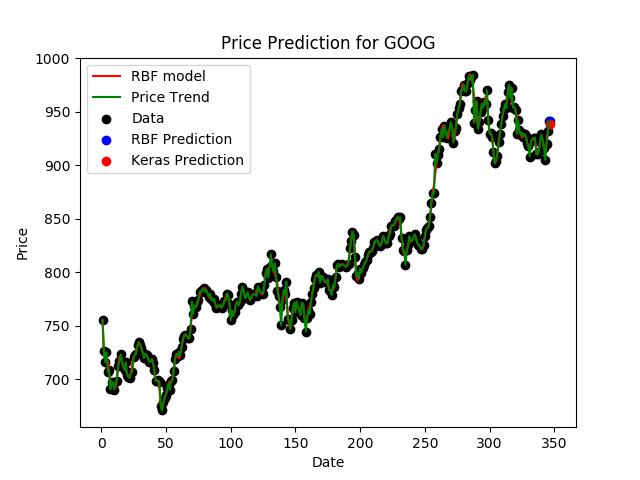 Price Prediction for GOOG
RBF model
Price Trend
Data
RBF Prediction
Keras Prediction
1000
950
900
850
800
750
700
Price
0 50 100 150 200 250 300 350
Date